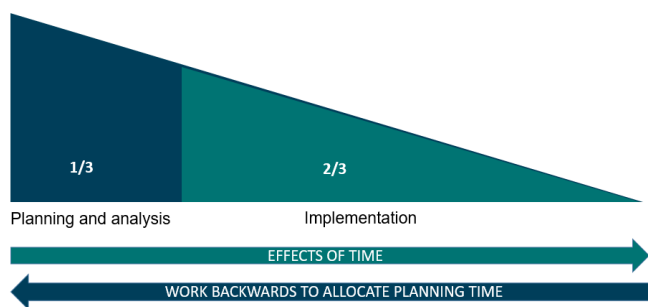 1/3
2/3
Planning and analysis
Implementation
EFFECTS OF TIME
WORK BACKWARDS TO ALLOCATE PLANNING TIME